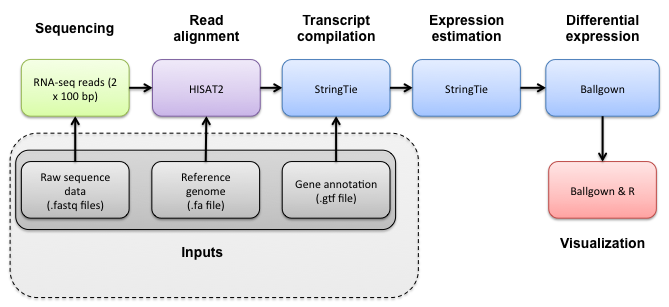 Sequencing
Read
alignment
Transcript
compilation
Expression
estimation
Differential
expression
RNA-seq reads (2
x 100 bp)
HISAT2
StringTie
StringTie
Ballgown
Raw sequence
data
(.fastq files)
Reference
genome
(.fa file)
Gene annotation
(.gtf file)
Ballgown & R
Inputs
Visualization